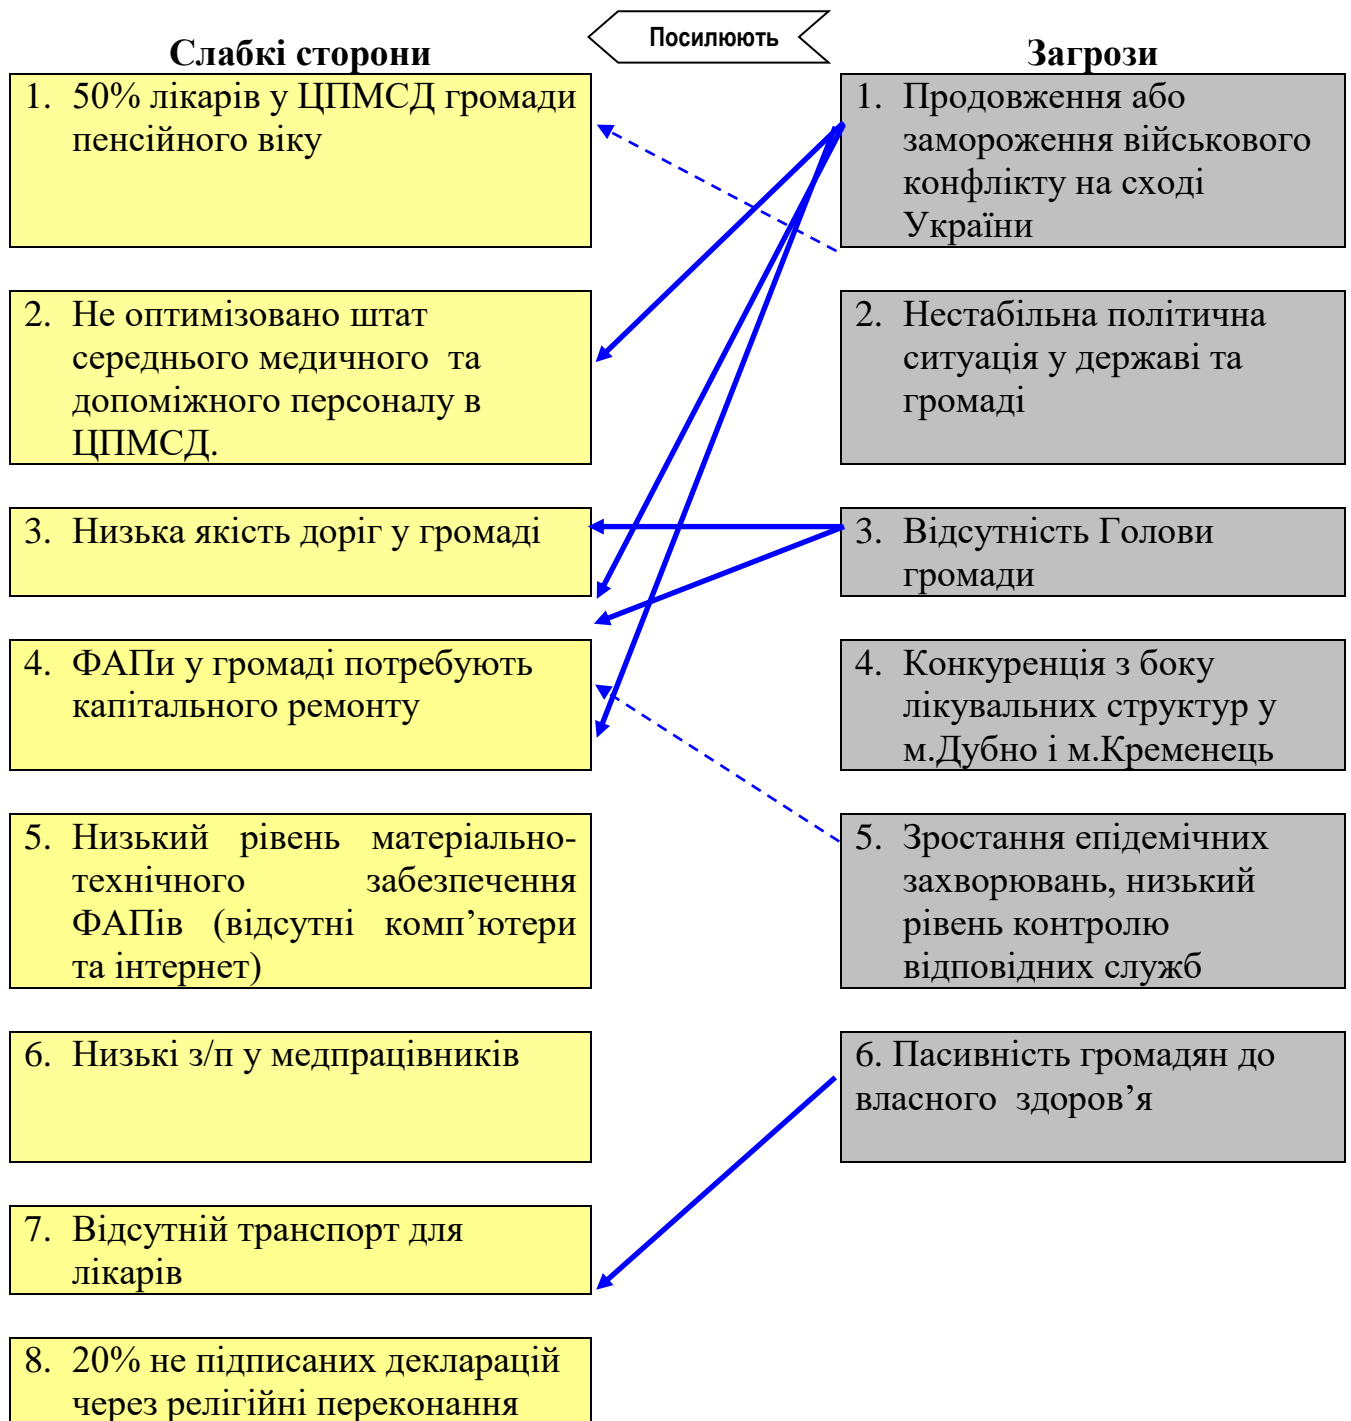 Посилюють
Слабкі сторони
1. 50% лікарів у ЦПМСД громади
пенсійного віку
2. Не оптимізовано штат
середнього медичного та
допоміжного персоналу в
ЦПМСД.
3. Низька якість доріг у громаді
4. ФАПи у громаді потребують
капітального ремонту
5. Низький рівень матеріально-
технічного забезпечення
ФАПів (відсутні комп’ютери
та інтернет)
6. Низькі з/п у медпрацівників
7. Відсутній транспорт для
лікарів
8. 20% не підписаних декларацій
через релігійні переконання
Загрози
1. Продовження або
замороження військового
конфлікту на сході
України
2. Нестабільна політична
ситуація у державі та
громаді
3. Відсутність Голови
громади
4. Конкуренція з боку
лікувальних структур у
м.Дубно і м.Кременець
5. Зростання епідемічних
захворювань, низький
рівень контролю
відповідних служб
6. Пасивність громадян до
власного здоров’я